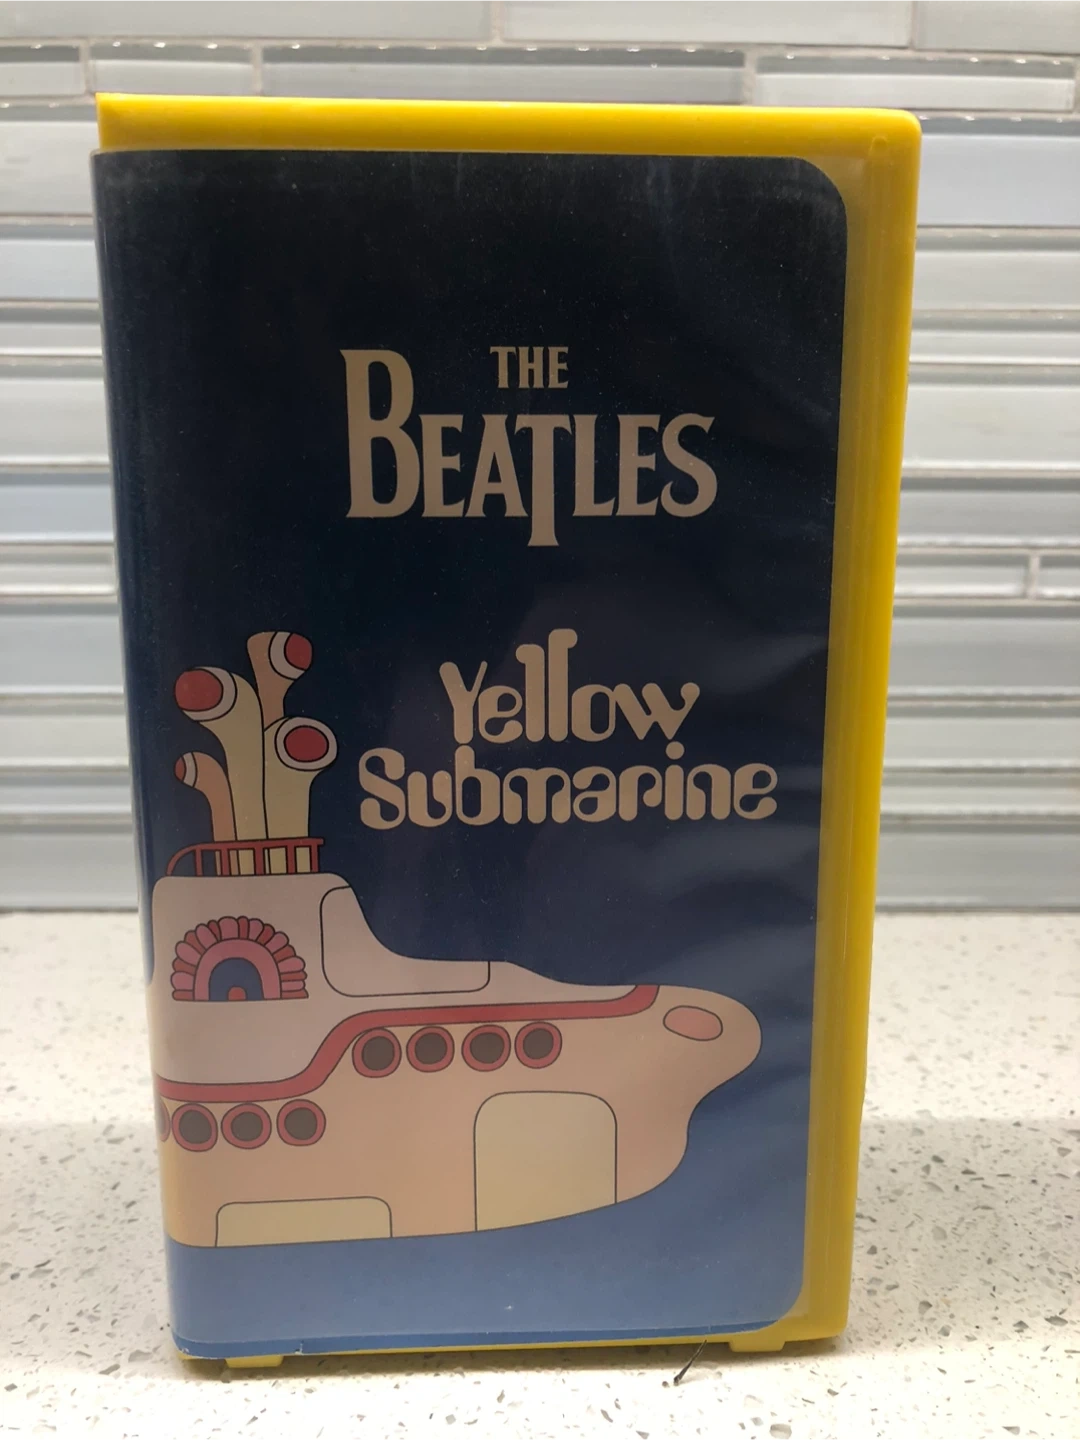 THE
BEATLES
Yellow
Submarine